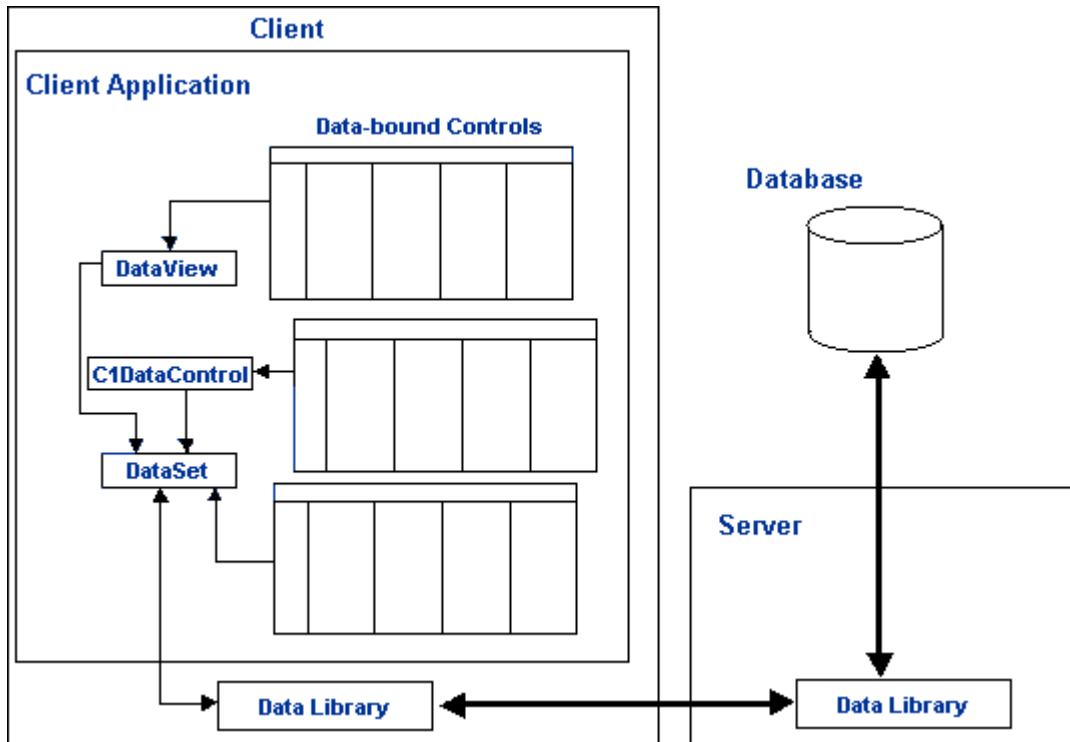 Client
Client Application
Data-bound Controls
Database
DataView
C1DataControl
DataSet
Server
Data Library
Data Library